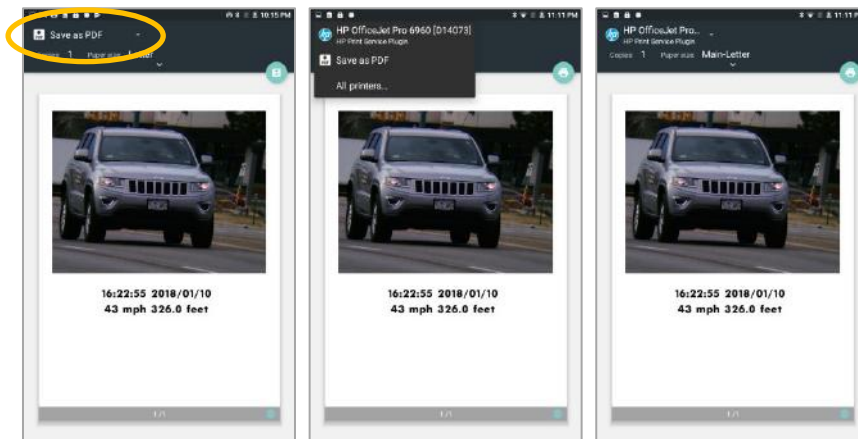 10:15 PM
Save as PDF
Copies: 1 Paper size: Letter
16:22:55 2018/01/10
43 mph 326.0 feet
1/1
11:11 PM
HP OfficeJet Pro 6960 [D14073]
HP Print Service Plugin
Save as PDF
All printers...
16:22:55 2018/01/10
43 mph 326.0 feet
1/1
11:11 PM
HP OfficeJet Pro...
HP Print Service Plugin
Copies: 1 Paper size: Main-Letter
16:22:55 2018/01/10
43 mph 326.0 feet
1/1